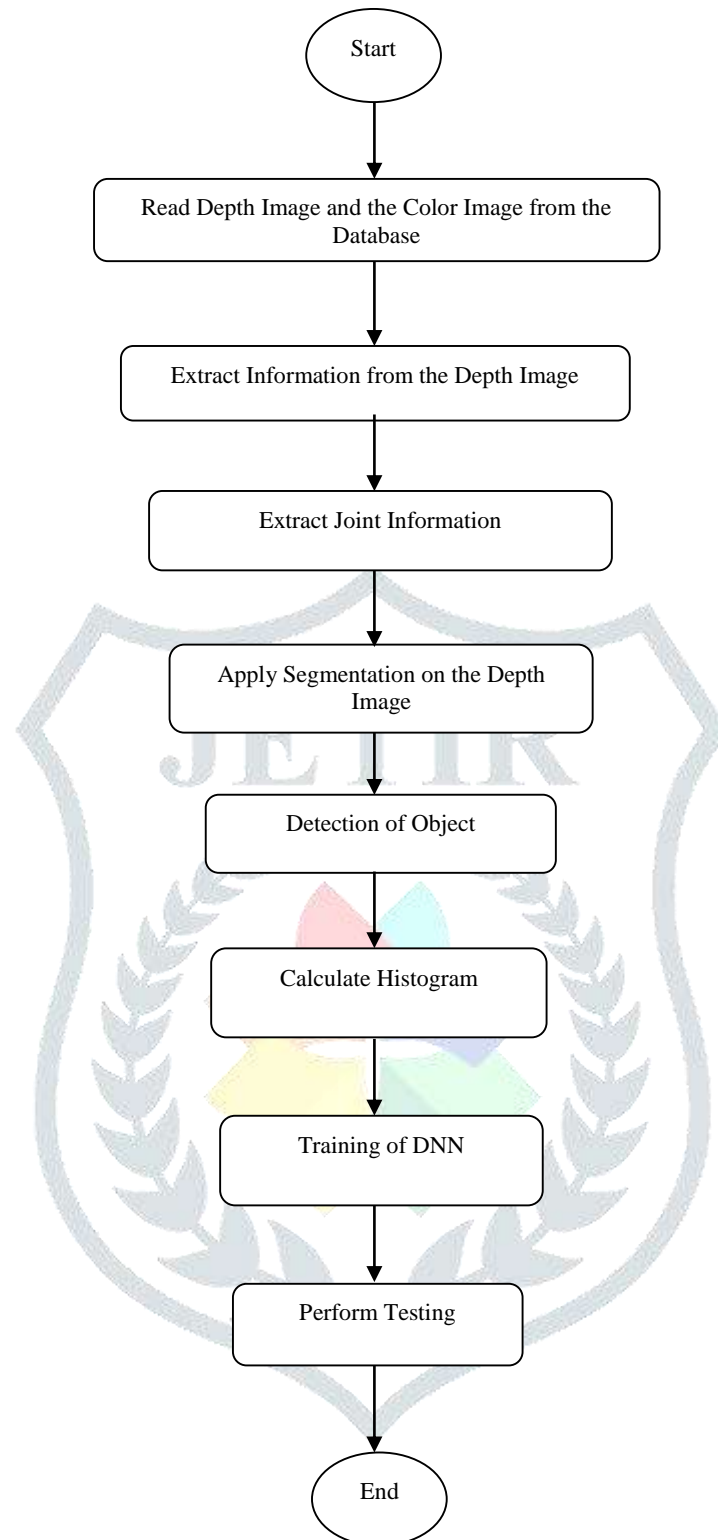 Start
Read Depth Image and the Color Image from the
Database
Extract Information from the Depth Image
Extract Joint Information
Apply Segmentation on the Depth
Image
JETIR
Detection of Object
Calculate Histogram
Training of DNN
Perform Testing
End